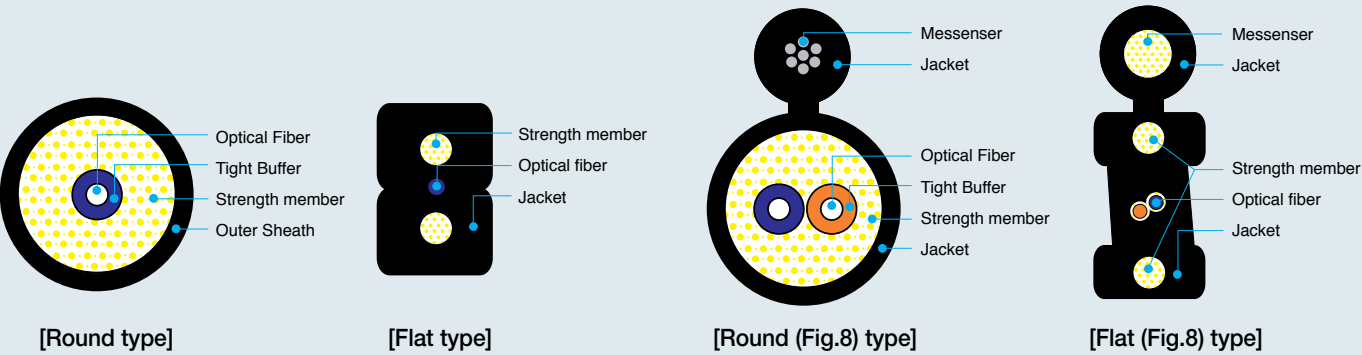 Optical Fiber
Tight Buffer
Strength member
Outer Sheath
[Round type]
Strength member
Optical fiber
Jacket
[Flat type]
Messenser
Jacket
Optical Fiber
Tight Buffer
Strength member
Jacket
[Round (Fig.8) type]
Messenser
Jacket
Strength member
Optical fiber
Jacket
[Flat (Fig.8) type]